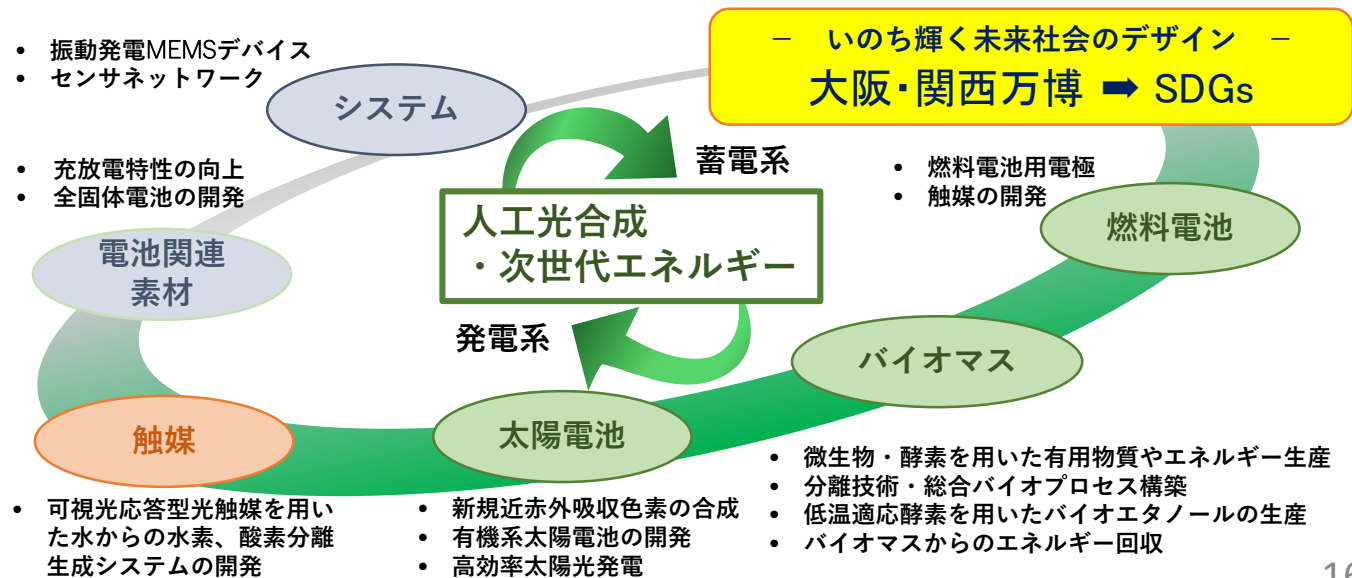 • 振動発電MEMSデバイス
• センサネットワーク
システム
－ いのち輝く未来社会のデザイン －
大阪・関西万博 ➡ SDGs
• 充放電特性の向上
• 全固体電池の開発
蓄電系
• 燃料電池用電極
• 触媒の開発
燃料電池
電池関連
素材
人工光合成
・次世代エネルギー
発電系
バイオマス
触媒
太陽電池
• 可視光応答型光触媒を用い
た水からの水素、酸素分離
生成システムの開発
• 新規近赤外吸収色素の合成
• 有機系太陽電池の開発
• 高効率太陽光発電
• 微生物・酵素を用いた有用物質やエネルギー生産
• 分離技術・総合バイオプロセス構築
• 低温適応酵素を用いたバイオエタノールの生産
• バイオマスからのエネルギー回収
16